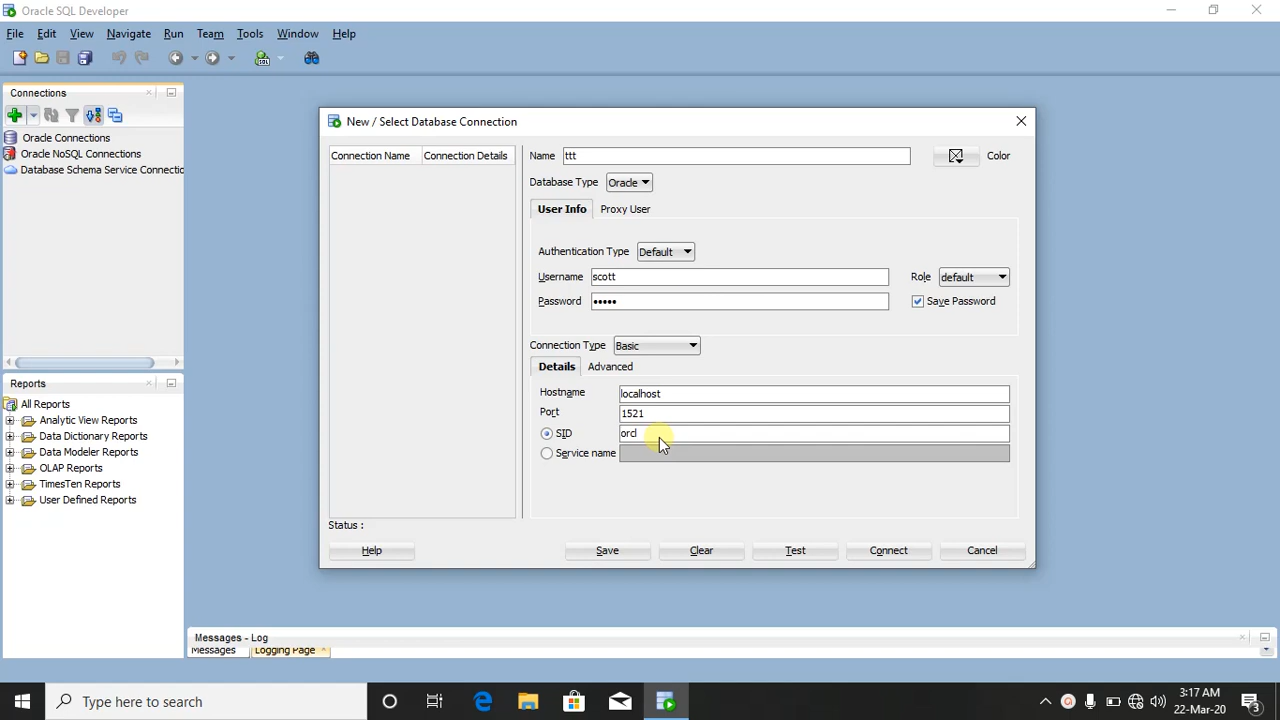 Oracle SQL Developer
File Edit View Navigate Run Team Tools Window Help
Connections
Oracle Connections
Oracle NoSQL Connections
Database Schema Service Connectio
Reports
All Reports
Analytic View Reports
Data Dictionary Reports
Data Modeler Reports
OLAP Reports
TimesTen Reports
User Defined Reports
New / Select Database Connection
Connection Name Connection Details
Name ttt Color
Database Type Oracle
User Info Proxy User
Authentication Type Default
Username scott Role default
Password ••••• Save Password
Connection Type Basic
Details Advanced
Hostname localhost
Port 1521
SID orcl
Service name
Status :
Help Save Clear Test Connect Cancel
Messages - Log
Messages Logging Page
Type here to search
3:17 AM
22-Mar-20
3